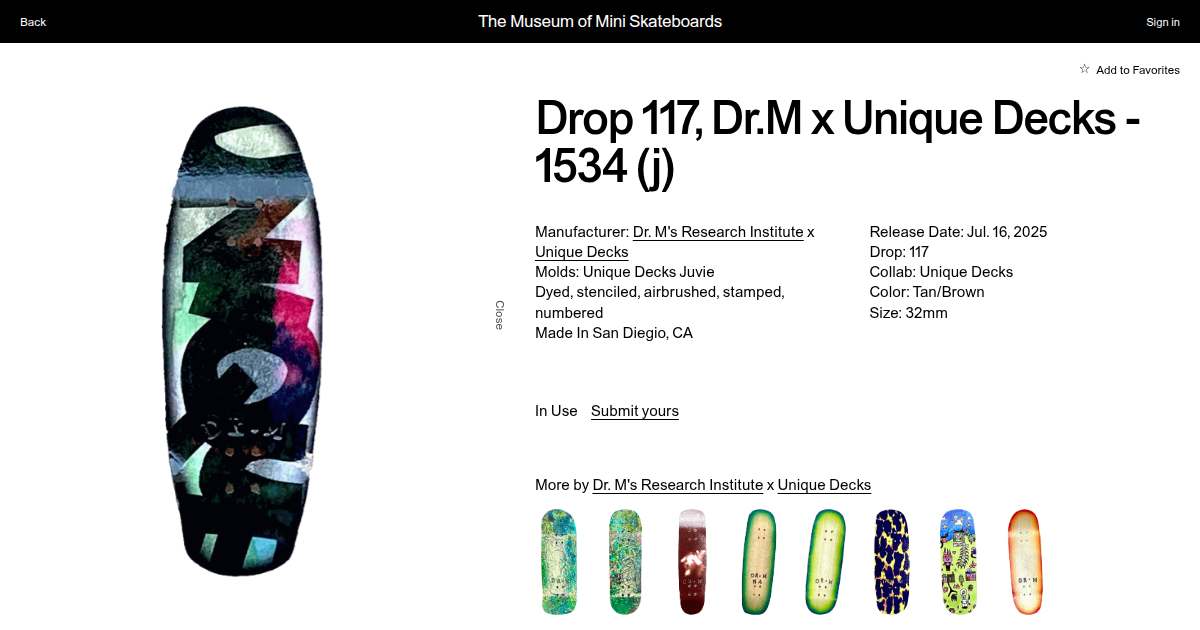 Back
The Museum of Mini Skateboards
Sign in
☆ Add to Favorites
Drop 117, Dr.M x Unique Decks -
1534 (j)
Manufacturer: Dr. M's Research Institute x
Unique Decks
Molds: Unique Decks Juvie
Dyed, stenciled, airbrushed, stamped,
numbered
Made In San Diegio, CA
Release Date: Jul. 16, 2025
Drop: 117
Collab: Unique Decks
Color: Tan/Brown
Size: 32mm
Close
In Use Submit yours
More by Dr. M's Research Institute x Unique Decks